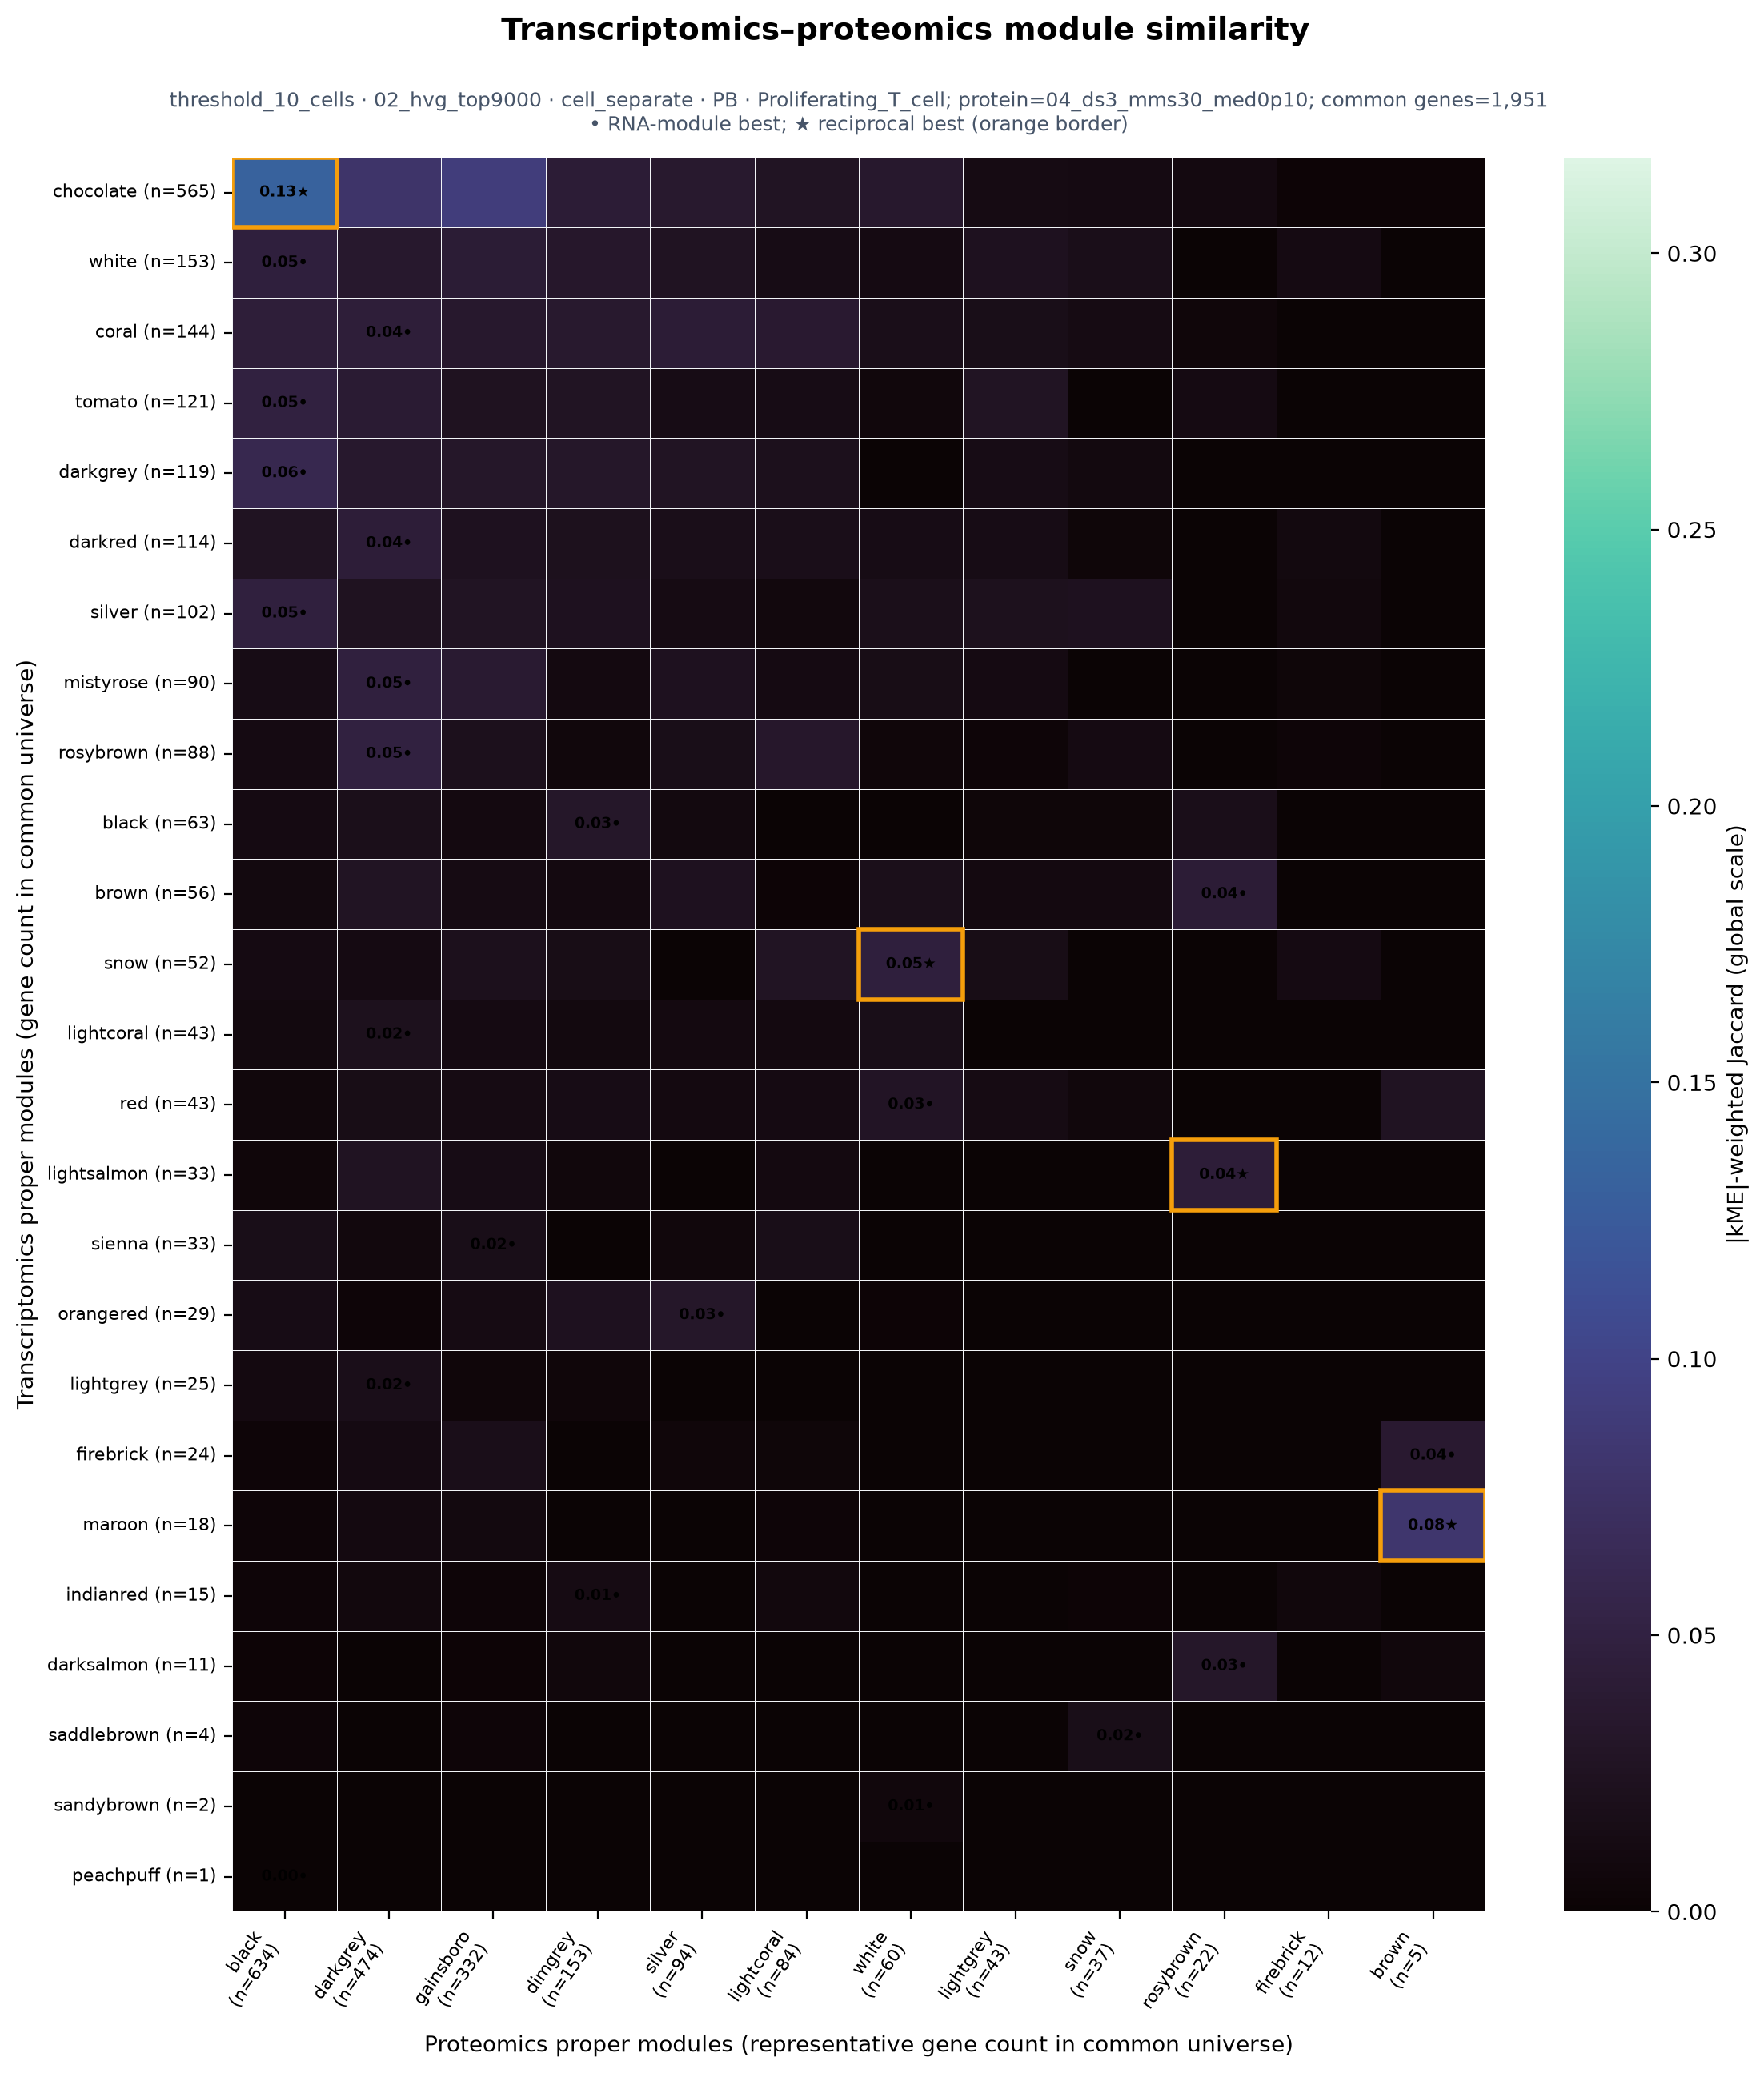 Transcriptomics–proteomics module similarity
threshold_10_cells · 02_hvg_top9000 · cell_separate · PB · Proliferating_T_cell; protein=04_ds3_mms30_med0p10; common genes=1,951
• RNA-module best; ★ reciprocal best (orange border)
Transcriptomics proper modules (gene count in common universe)
chocolate (n=565)
0.13★
white (n=153)
0.05•
coral (n=144)
0.04•
tomato (n=121)
0.05•
darkgrey (n=119)
0.06•
darkred (n=114)
0.04•
silver (n=102)
0.05•
mistyrose (n=90)
0.05•
rosybrown (n=88)
0.05•
black (n=63)
0.03•
brown (n=56)
0.04•
snow (n=52)
0.05★
lightcoral (n=43)
0.02•
red (n=43)
0.03•
lightsalmon (n=33)
0.04★
sienna (n=33)
0.02•
orangered (n=29)
0.03•
lightgrey (n=25)
0.02•
firebrick (n=24)
0.04•
maroon (n=18)
0.08★
indianred (n=15)
0.01•
darksalmon (n=11)
0.03•
saddlebrown (n=4)
0.02•
sandybrown (n=2)
0.01•
peachpuff (n=1)
0.00•
black
(n=634)
darkgrey
(n=474)
gainsboro
(n=332)
dimgrey
(n=153)
silver
(n=94)
lightcoral
(n=84)
white
(n=60)
lightgrey
(n=43)
snow
(n=37)
rosybrown
(n=22)
firebrick
(n=12)
brown
(n=5)
Proteomics proper modules (representative gene count in common universe)
0.30
0.25
0.20
0.15
0.10
0.05
0.00
|kME|-weighted Jaccard (global scale)